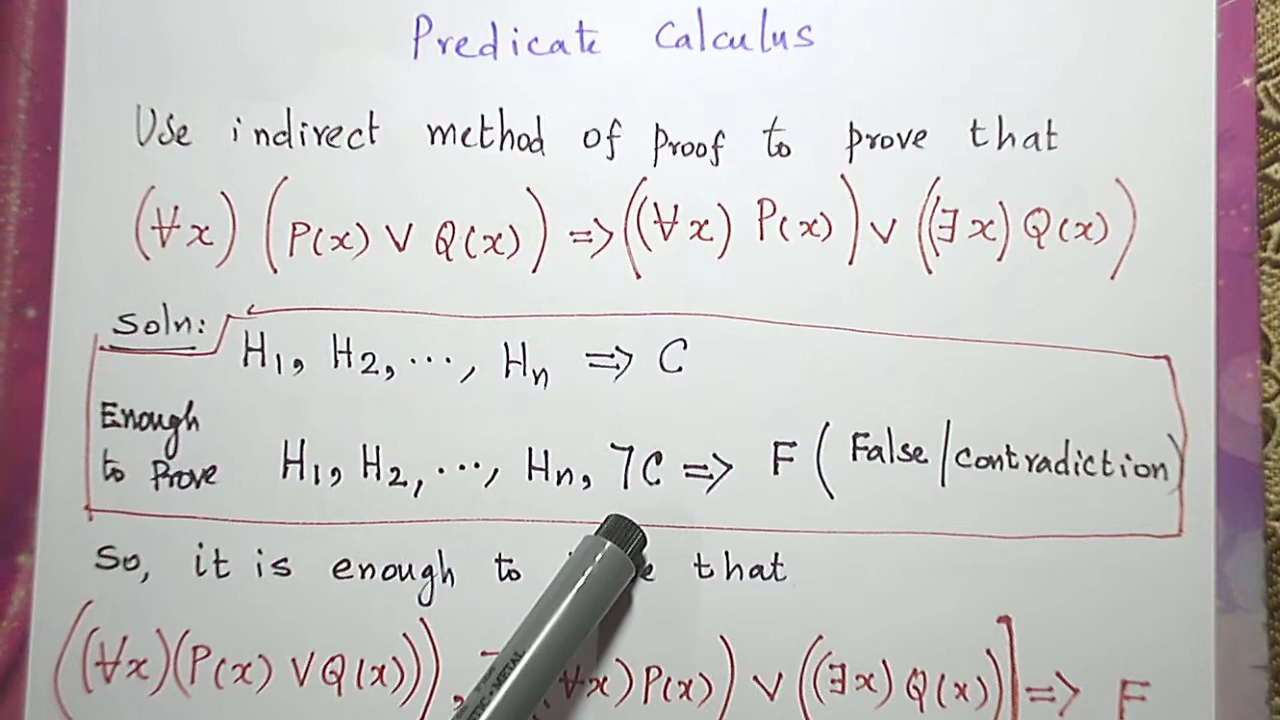 Predicate Calculus
Use indirect method of proof to prove that
(∀x) (P(x) ∨ Q(x)) => ((∀x) P(x)) ∨ ((∃x) Q(x))
Soln:
H1, H2, ..., Hn => C
Enough
to Prove H1, H2, ..., Hn, ˥C => F ( False/contradiction)
So, it is enough to that
((∀x)(P(x) ∨ Q(x))), ∀x) P(x)) ∨ ((∃x) Q(x))] => F
METAL